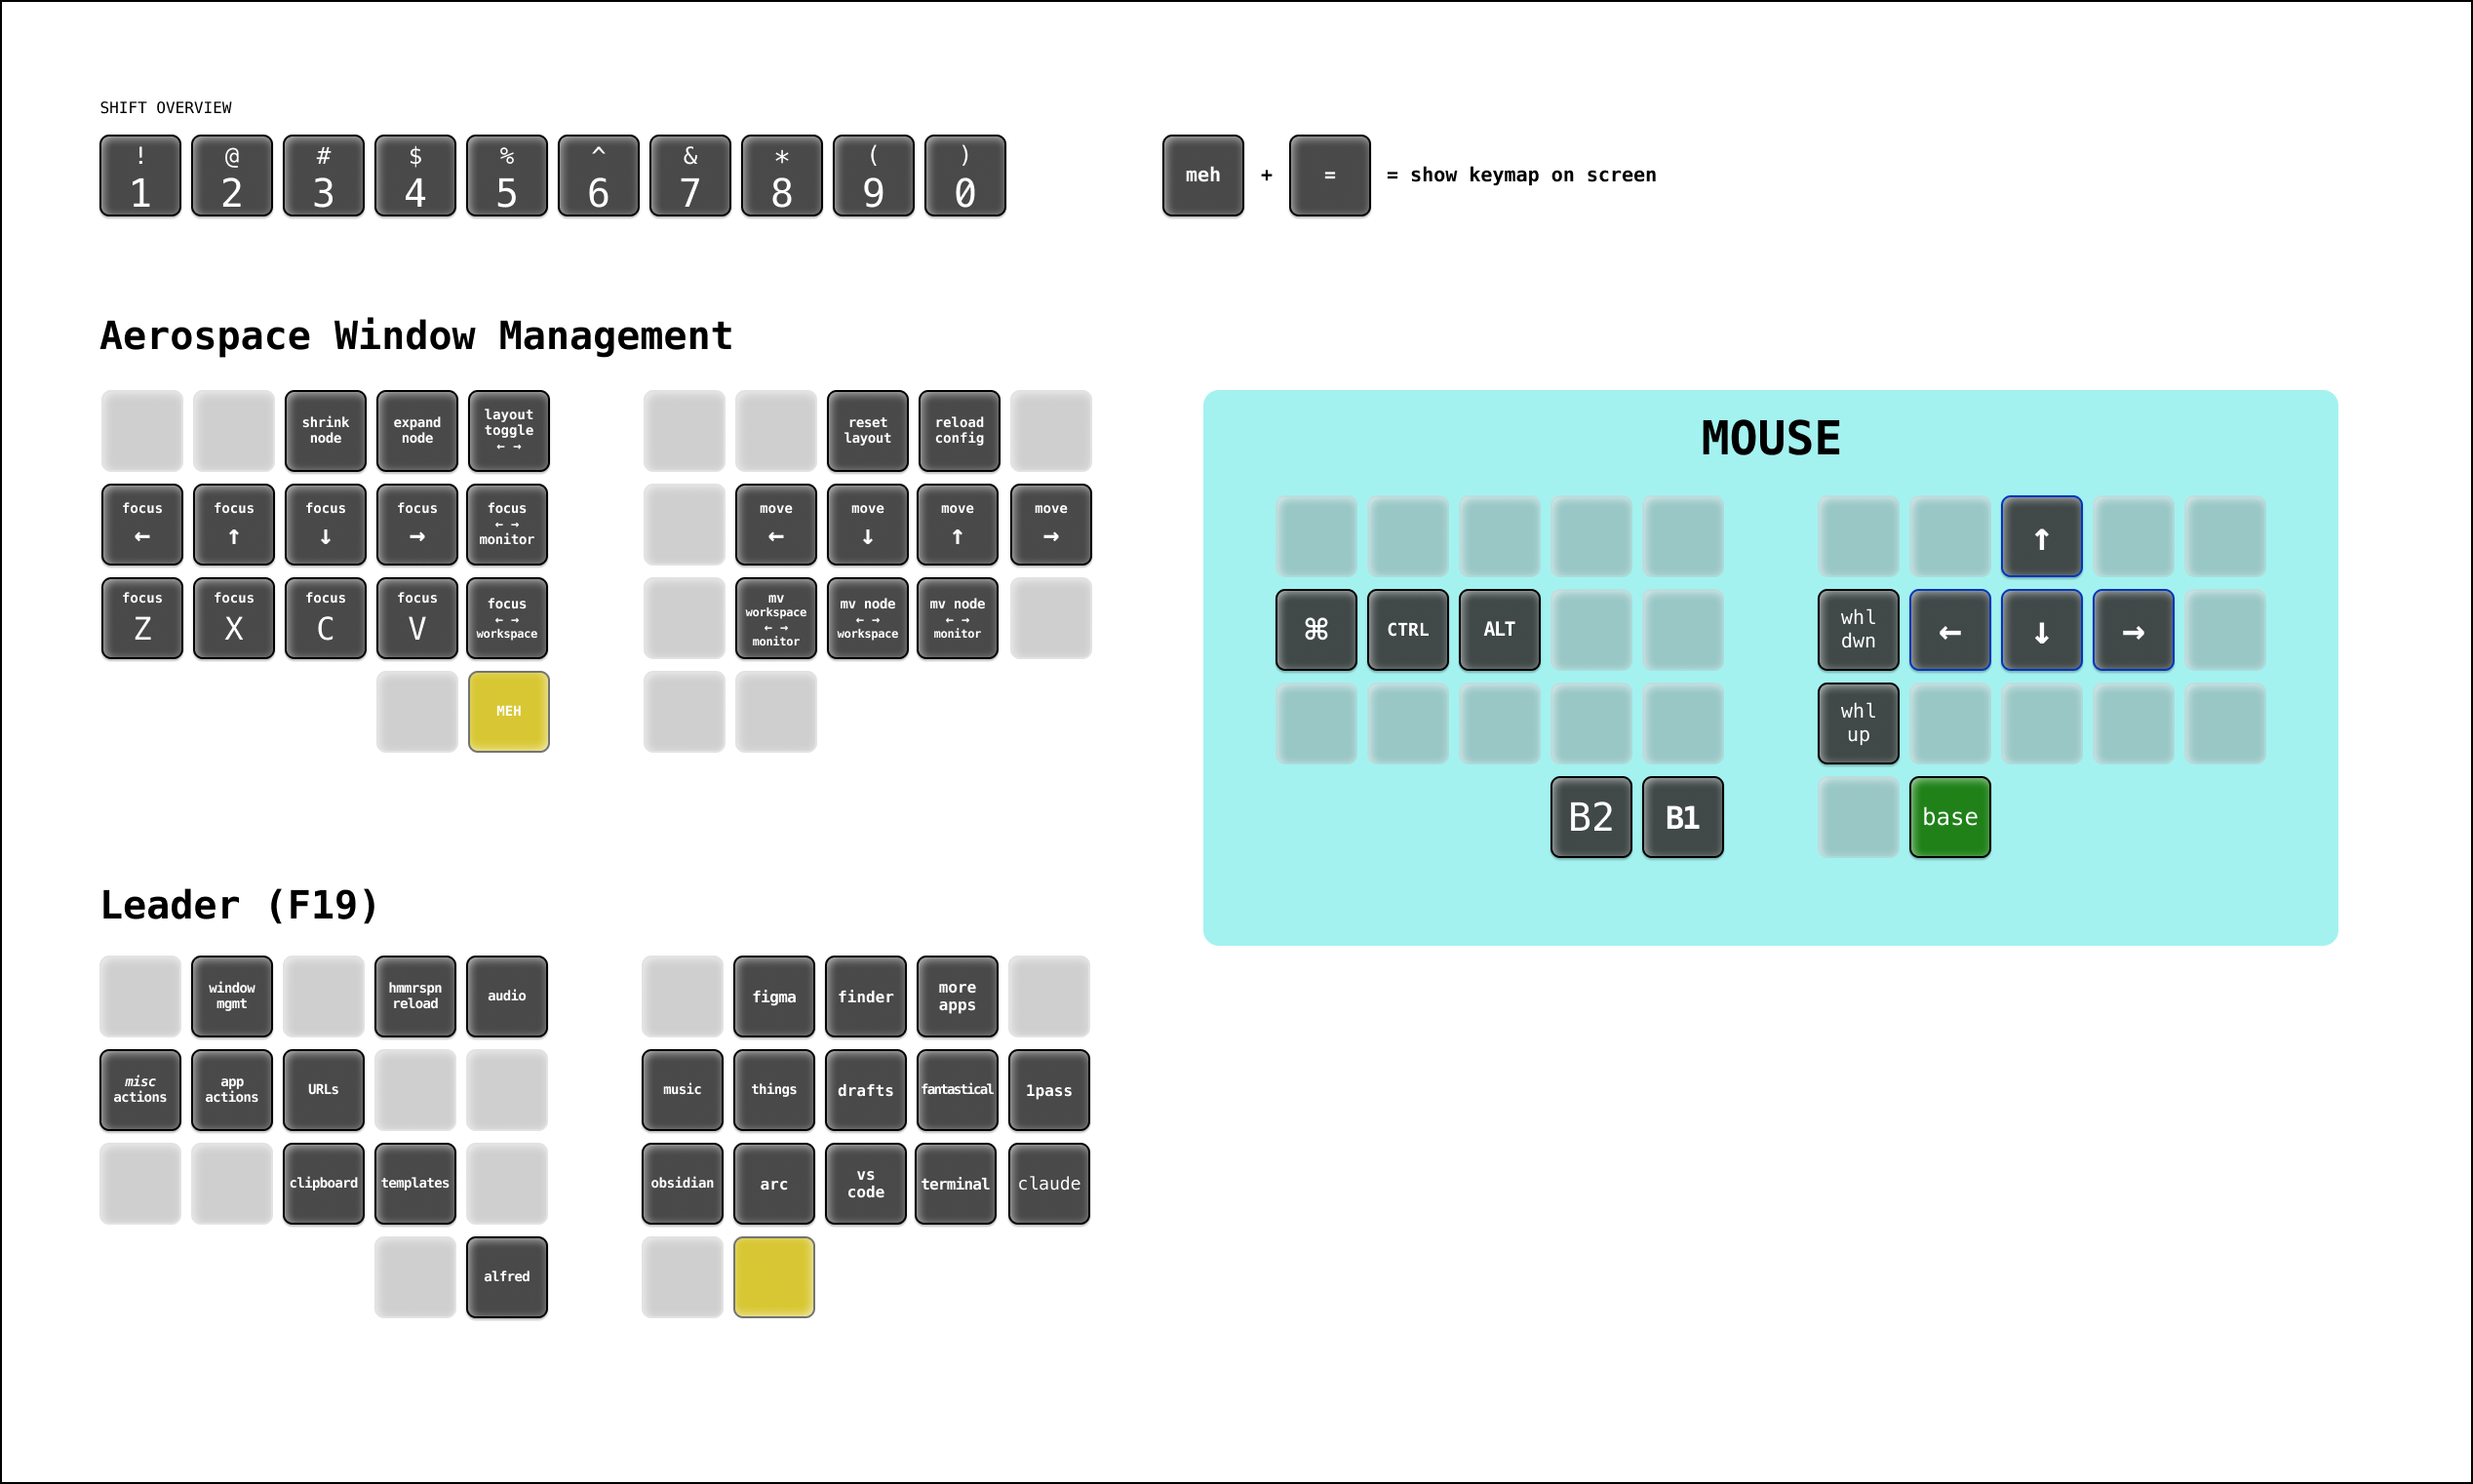 SHIFT OVERVIEW
! @ # $ % ^ & * ( )
1 2 3 4 5 6 7 8 9 0
meh + = = show keymap on screen
Aerospace Window Management
shrink
node
expand
node
layout
toggle
← →
reset
layout
reload
config
focus
←
focus
↑
focus
↓
focus
→
focus
← →
monitor
move
←
move
↓
move
↑
move
→
focus
Z
focus
X
focus
C
focus
V
focus
← →
workspace
mv
workspace
← →
monitor
mv node
← →
workspace
mv node
← →
monitor
MEH
MOUSE
↑
⌘ CTRL ALT
whl
dwn
← ↓ →
whl
up
B2 B1
base
Leader (F19)
window
mgmt
hmmrspn
reload
audio
figma
finder
more
apps
misc
actions
app
actions
URLs
music
things
drafts
fantastical
1pass
clipboard
templates
obsidian
arc
vs
code
terminal
claude
alfred